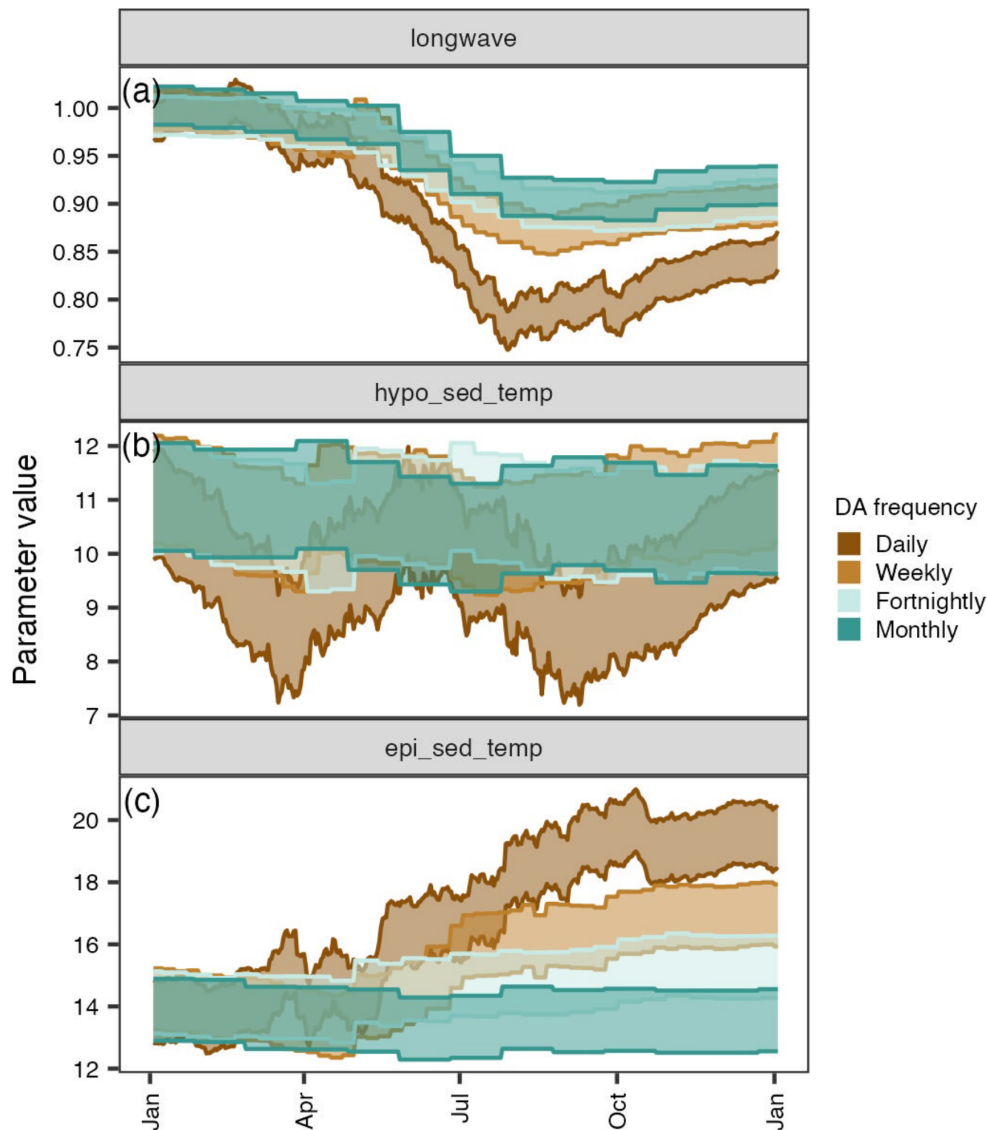 longwave
(a)
1.00
0.95
0.90
0.85
0.80
0.75
hypo_sed_temp
(b)
12
11
10
9
8
7
Parameter value
epi_sed_temp
(c)
20
18
16
14
12
Jan
Apr
Jul
Oct
Jan
DA frequency
Daily
Weekly
Fortnightly
Monthly